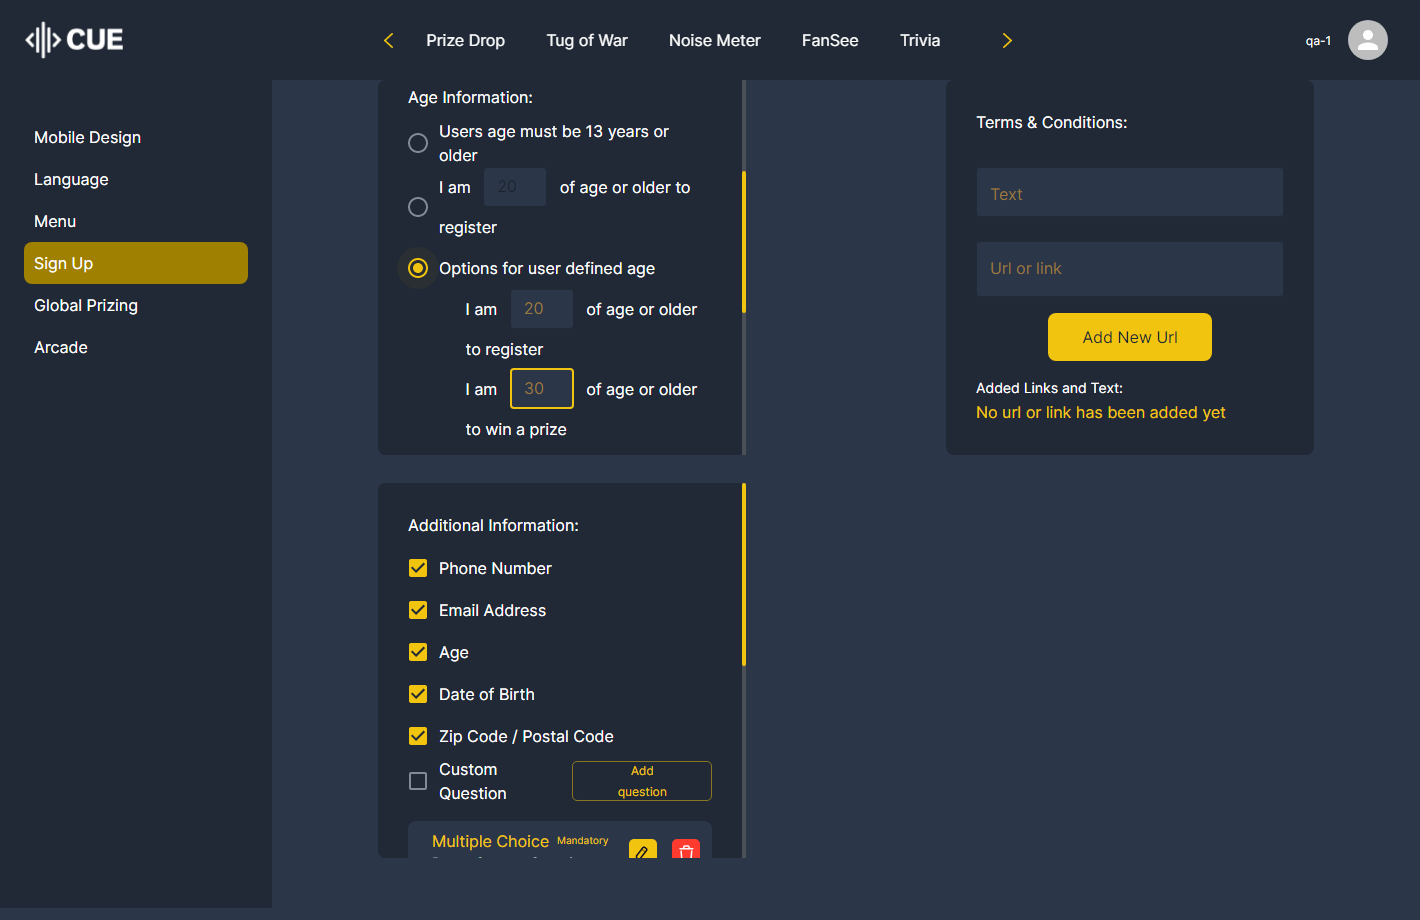 CUE
Prize Drop
Tug of War
Noise Meter
FanSee
Trivia
qa-1
Mobile Design
Language
Menu
Sign Up
Global Prizing
Arcade
Age Information:
Users age must be 13 years or
older
I am 20 of age or older to
register
Options for user defined age
I am 20 of age or older
to register
I am 30 of age or older
to win a prize
Terms & Conditions:
Text
Url or link
Add New Url
Added Links and Text:
No url or link has been added yet
Additional Information:
Phone Number
Email Address
Age
Date of Birth
Zip Code / Postal Code
Custom
Question
Add
question
Multiple Choice Mandatory